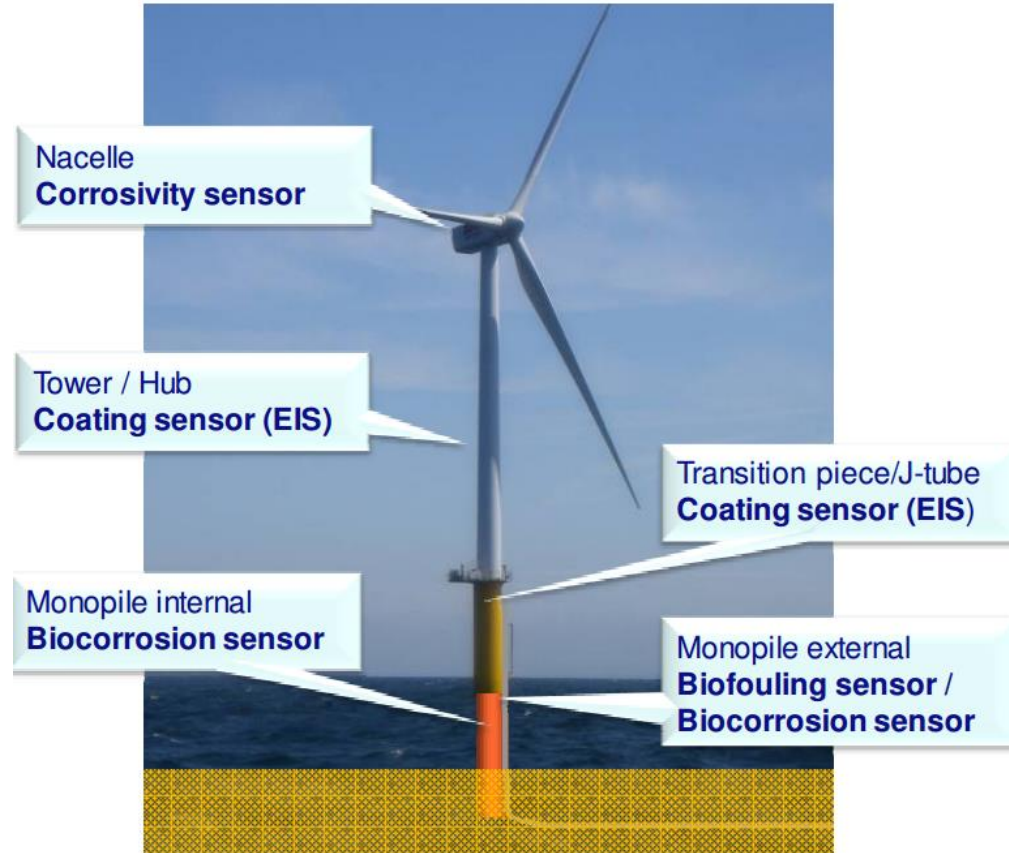 Nacelle
Corrosivity sensor
Tower / Hub
Coating sensor (EIS)
Transition piece/J-tube
Coating sensor (EIS)
Monopile internal
Biocorrosion sensor
Monopile external
Biofouling sensor /
Biocorrosion sensor